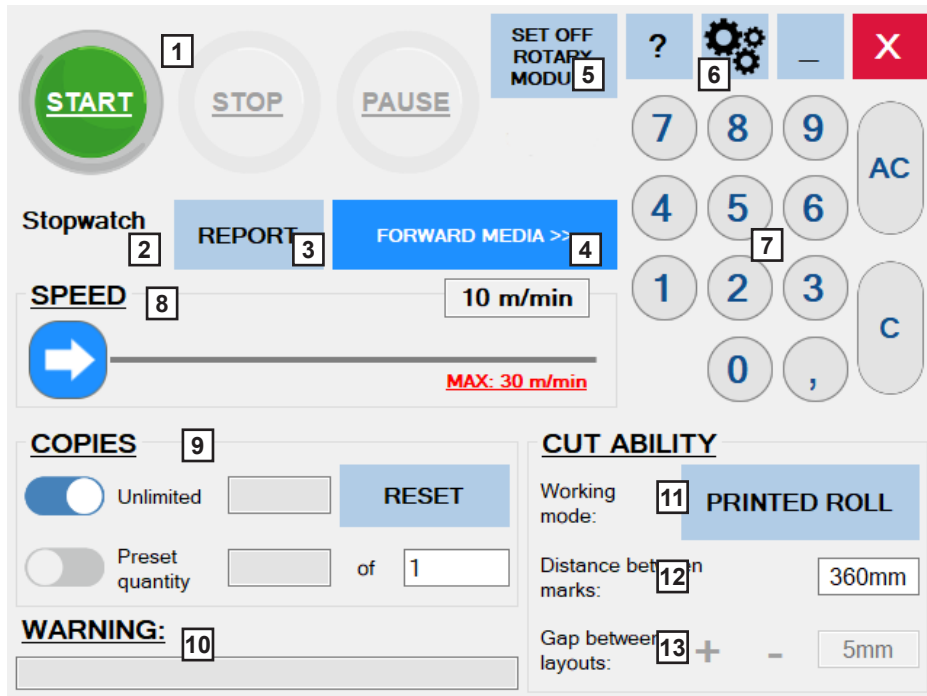 START
1
STOP
PAUSE
SET OFF
ROTARY
MODU
5
?
6
_
X
7
8
9
AC
4
5
6
7
1
2
3
C
0
,
Stopwatch
2
REPORT
3
FORWARD MEDIA >>
4
SPEED
8
10 m/min
MAX: 30 m/min
COPIES
9
Unlimited
RESET
Preset
quantity
of
1
WARNING:
10
CUT ABILITY
Working
mode:
11
PRINTED ROLL
Distance between
marks:
12
360mm
Gap between
layouts:
13
+
-
5mm